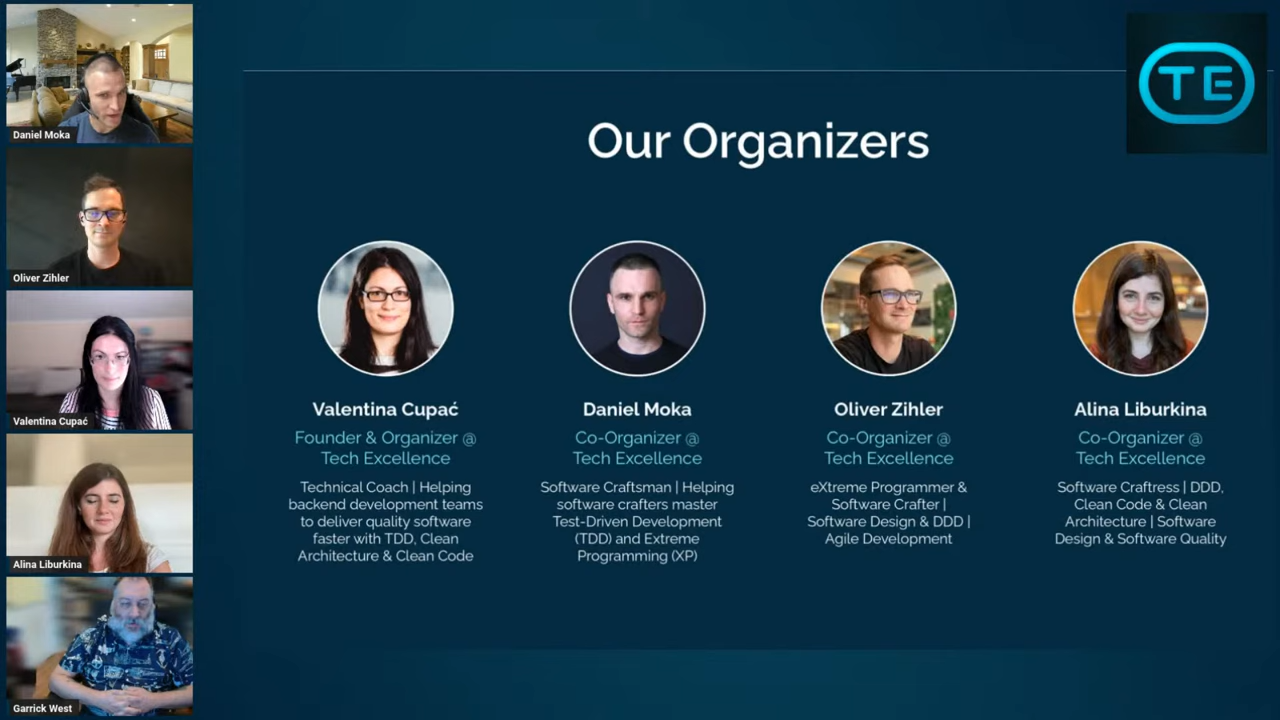 Daniel Moka
Oliver Zihler
Valentina Cupać
Alina Liburkina
Garrick West
TE
Our Organizers
Valentina Cupać
Founder & Organizer @
Tech Excellence
Technical Coach | Helping
backend development teams
to deliver quality software
faster with TDD, Clean
Architecture & Clean Code
Daniel Moka
Co-Organizer @
Tech Excellence
Software Craftsman | Helping
software crafters master
Test-Driven Development
(TDD) and Extreme
Programming (XP)
Oliver Zihler
Co-Organizer @
Tech Excellence
eXtreme Programmer &
Software Crafter |
Software Design & DDD |
Agile Development
Alina Liburkina
Co-Organizer @
Tech Excellence
Software Craftress | DDD,
Clean Code & Clean
Architecture | Software
Design & Software Quality